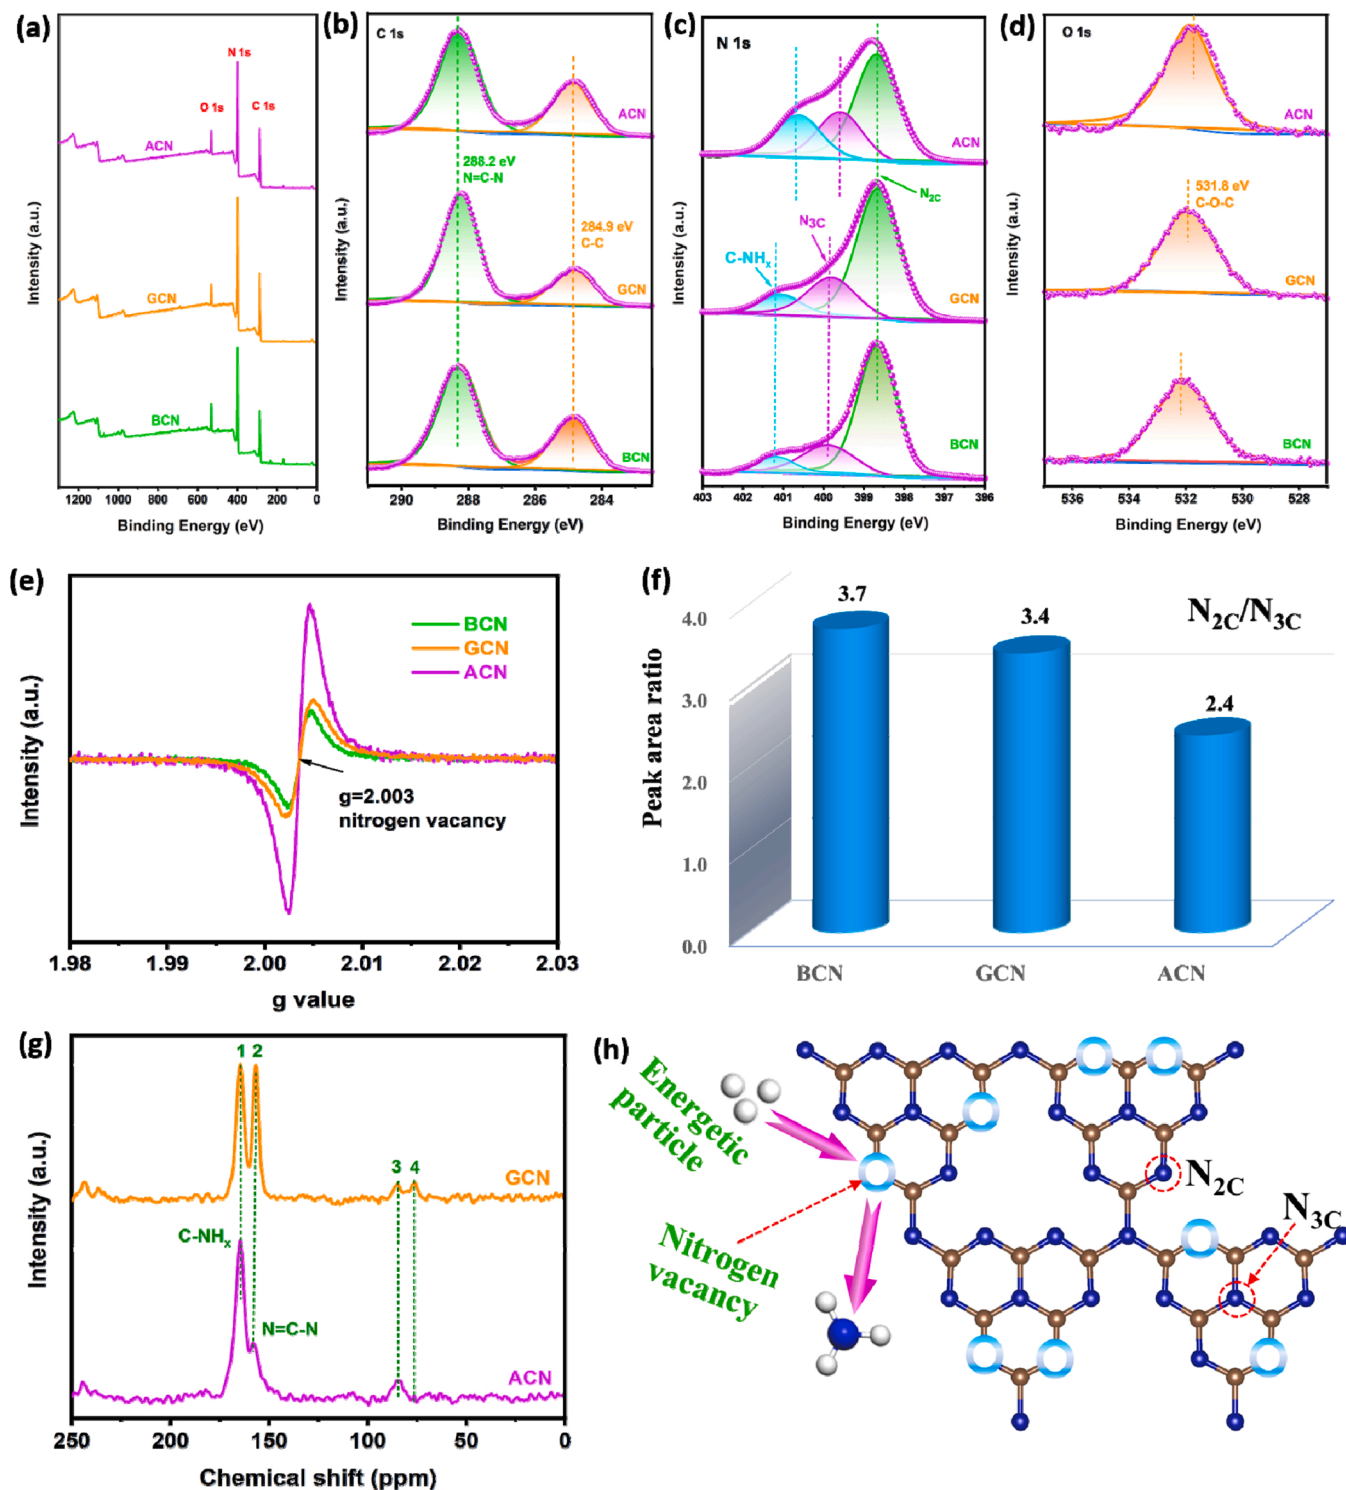 (a)
N 1s
O 1s
C 1s
ACN
GCN
BCN
Intensity (a.u.)
1200 1000 800 600 400 200 0
Binding Energy (eV)
(b)
C 1s
ACN
288.2 eV
N=C-N
284.9 eV
C-C
GCN
BCN
Intensity (a.u.)
290 288 286 284
Binding Energy (eV)
(c)
N 1s
ACN
N2C
N3C
C-NHx
GCN
BCN
Intensity (a.u.)
403 402 401 400 399 398 397 396
Binding Energy (eV)
(d)
O 1s
ACN
531.8 eV
C-O-C
GCN
BCN
Intensity (a.u.)
536 534 532 530 528
Binding Energy (eV)
(e)
BCN
GCN
ACN
g=2.003
nitrogen vacancy
Intensity (a.u.)
1.98 1.99 2.00 2.01 2.02 2.03
g value
(f)
N2C/N3C
3.7
3.4
2.4
4.0
3.0
2.0
1.0
0.0
Peak area ratio
BCN GCN ACN
(g)
1 2
3 4
GCN
C-NHx
N=C-N
ACN
Intensity (a.u.)
250 200 150 100 50 0
Chemical shift (ppm)
(h)
Energetic
particle
Nitrogen
vacancy
N2C
N3C